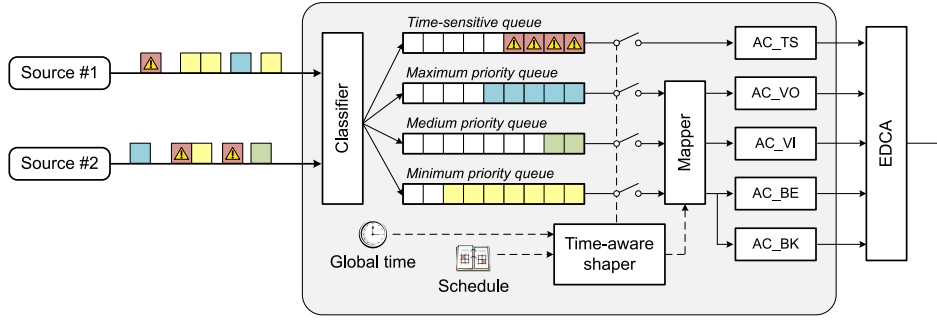 Time-sensitive queue
Source #1
Classifier
AC_TS
Maximum priority queue
AC_VO
Medium priority queue
Source #2
Mapper
AC_VI
EDCA
Minimum priority queue
AC_BE
Global time
Time-aware
shaper
AC_BK
Schedule